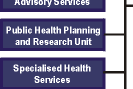 Advisory Services
Public Health Planning
and Research Unit
Specialised Health
Services